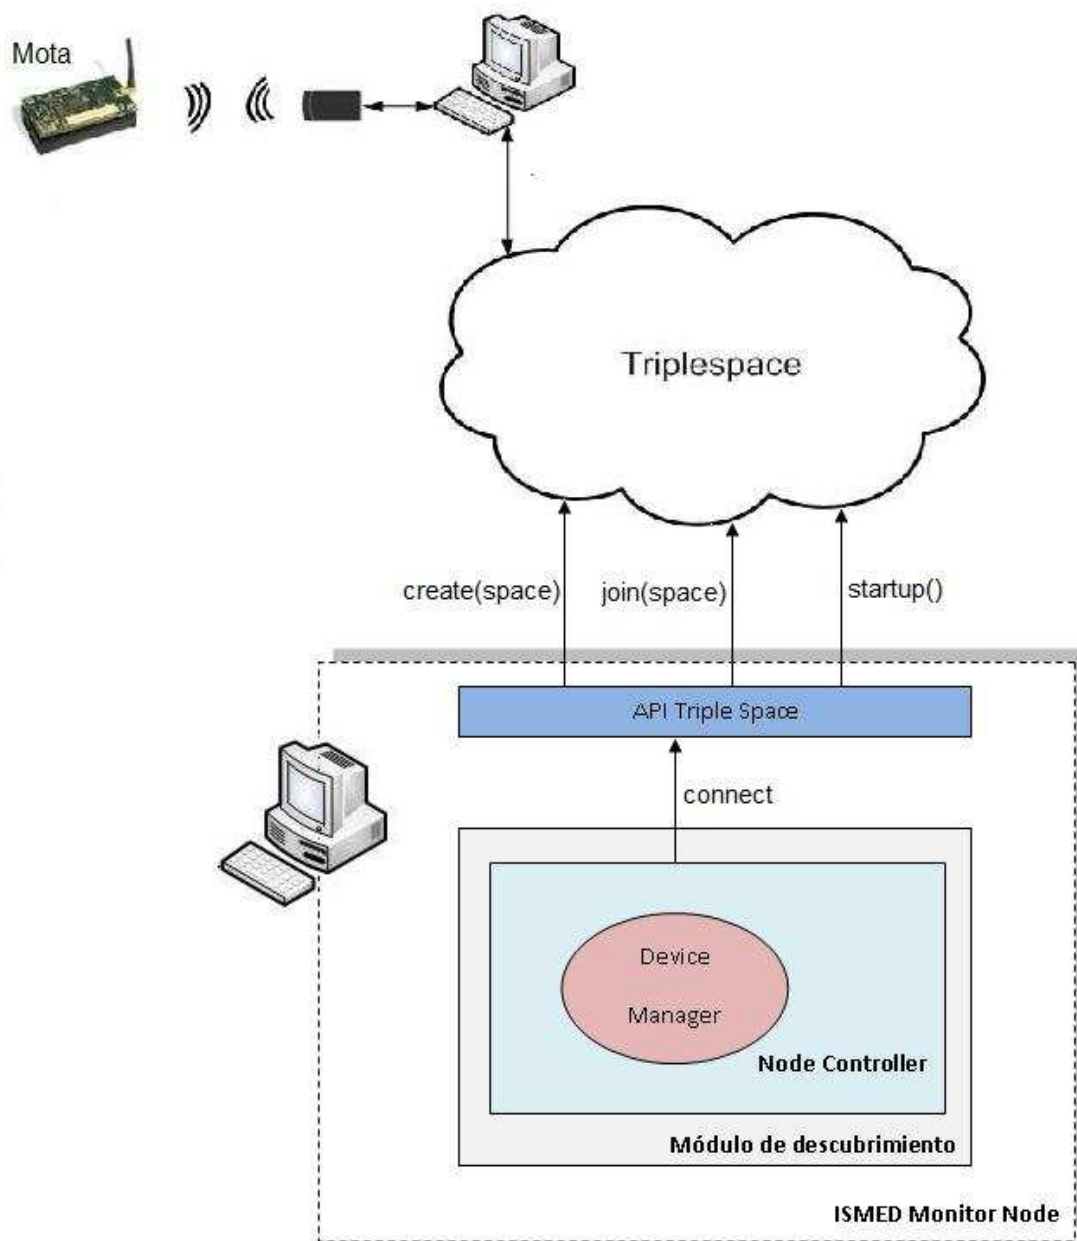 Mota
Triplespace
create(space)
join(space)
startup()
API Triple Space
connect
Device
Manager
Node Controller
Módulo de descubrimiento
ISMED Monitor Node